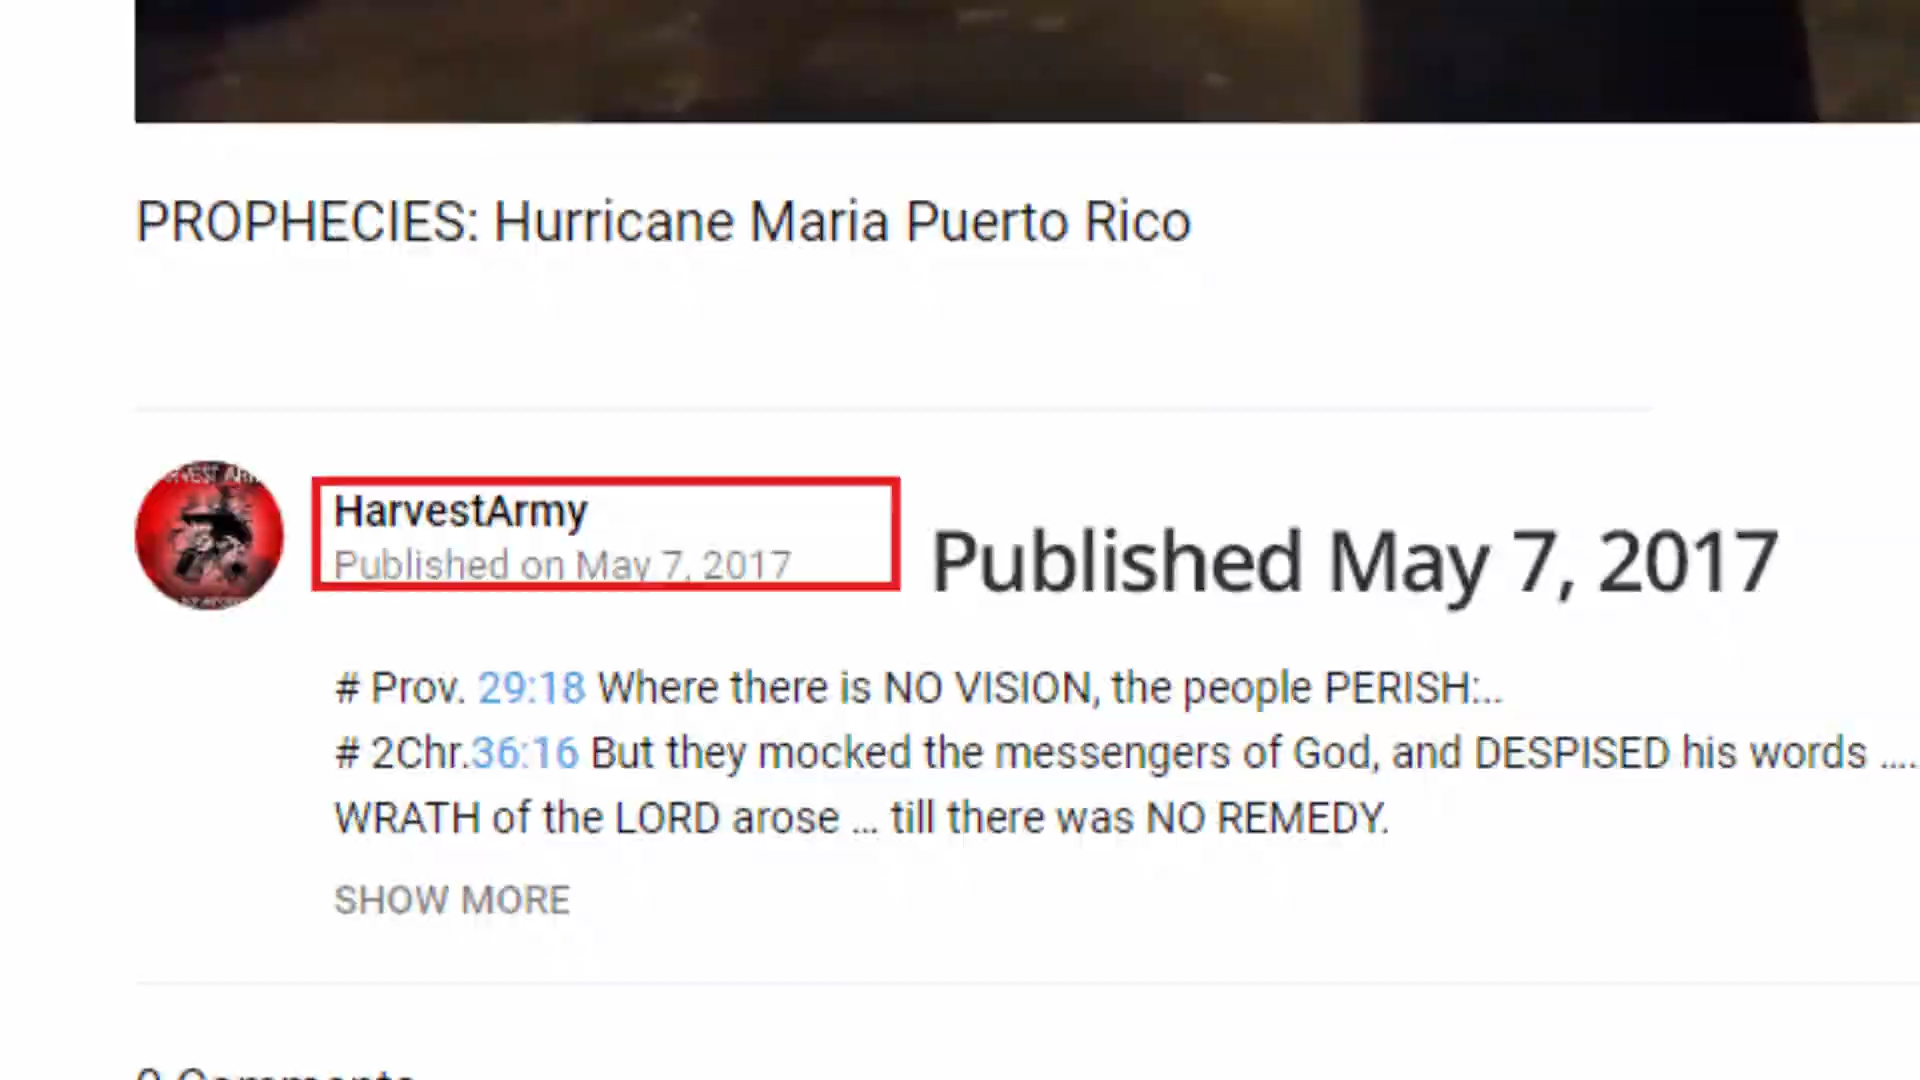 PROPHECIES: Hurricane Maria Puerto Rico
HarvestArmy
Published on May 7, 2017
Published May 7, 2017
# Prov. 29:18 Where there is NO VISION, the people PERISH:..
# 2Chr.36:16 But they mocked the messengers of God, and DESPISED his words ....
WRATH of the LORD arose ... till there was NO REMEDY.
SHOW MORE
Comments